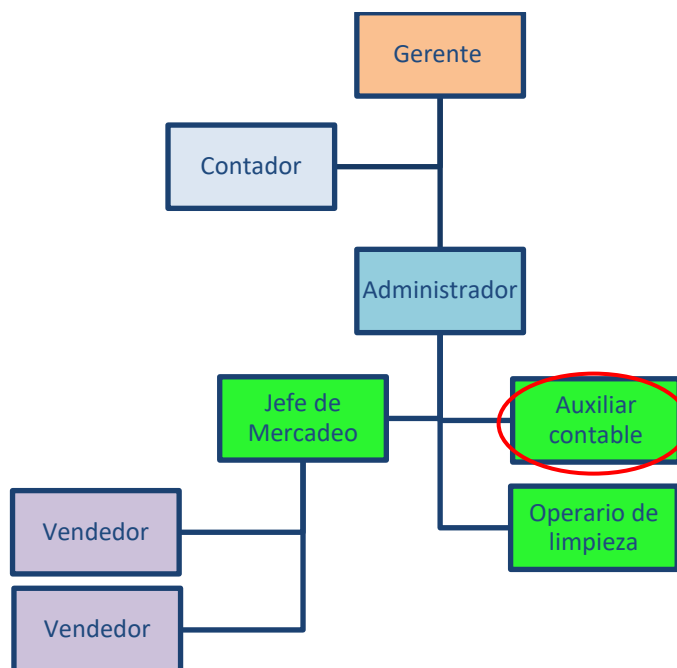 Gerente
Contador
Administrador
Jefe de
Mercadeo
Auxiliar
contable
Operario de
limpieza
Vendedor
Vendedor